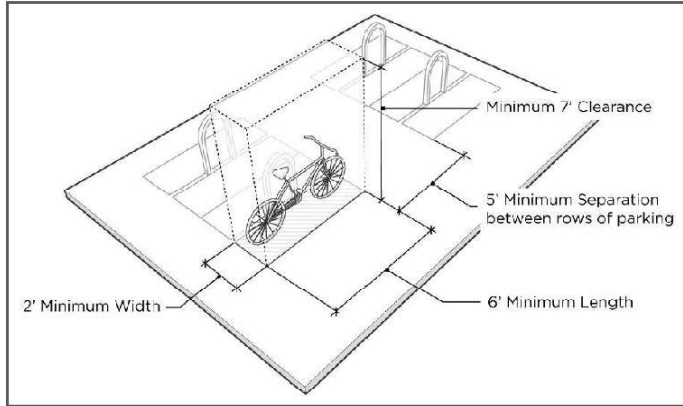 Minimum 7' Clearance
5' Minimum Separation
between rows of parking
2' Minimum Width
6' Minimum Length